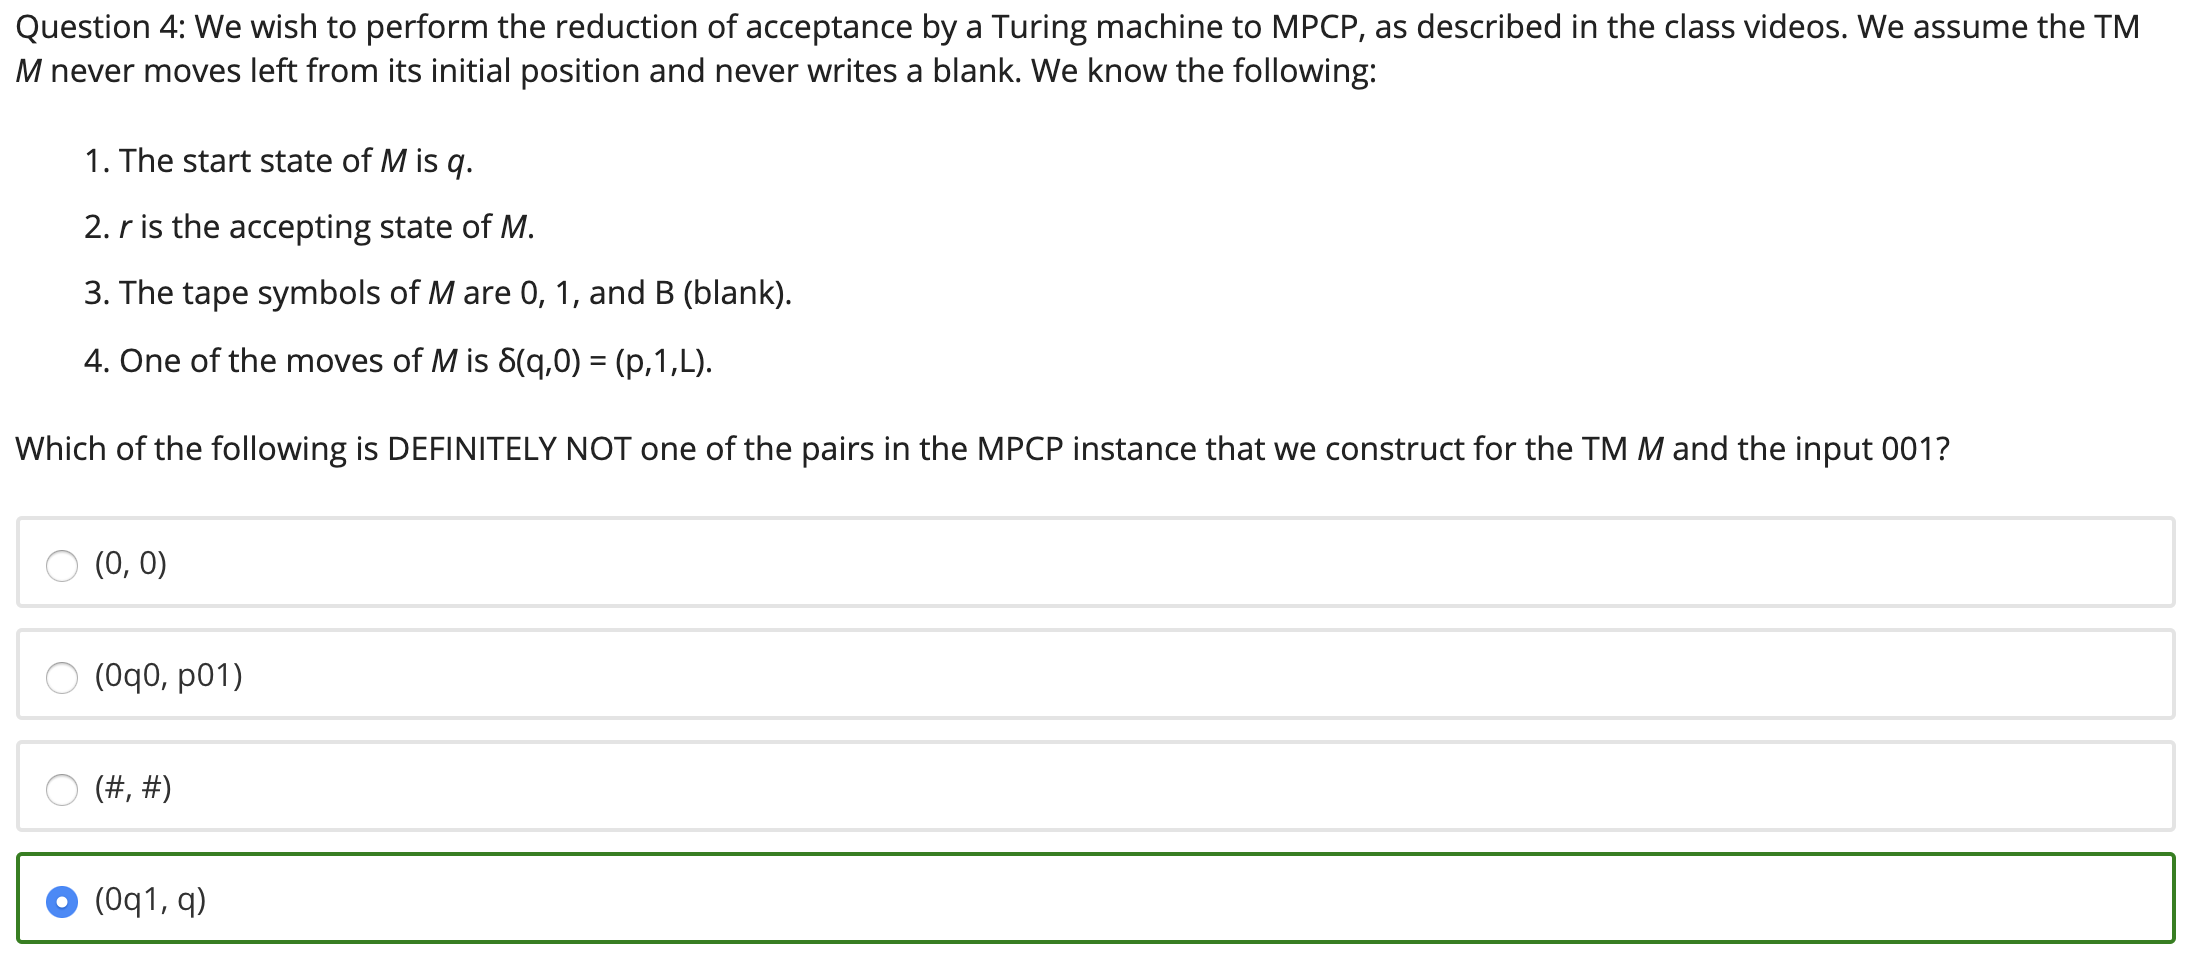 Question 4: We wish to perform the reduction of acceptance by a Turing machine to MPCP, as described in the class videos. We assume the TM
M never moves left from its initial position and never writes a blank. We know the following:
1. The start state of M is q.
2. r is the accepting state of M.
3. The tape symbols of M are 0, 1, and B (blank).
4. One of the moves of M is δ(q,0) = (p,1,L).
Which of the following is DEFINITELY NOT one of the pairs in the MPCP instance that we construct for the TM M and the input 001?
(0, 0)
(0q0, p01)
(#, #)
(0q1, q)